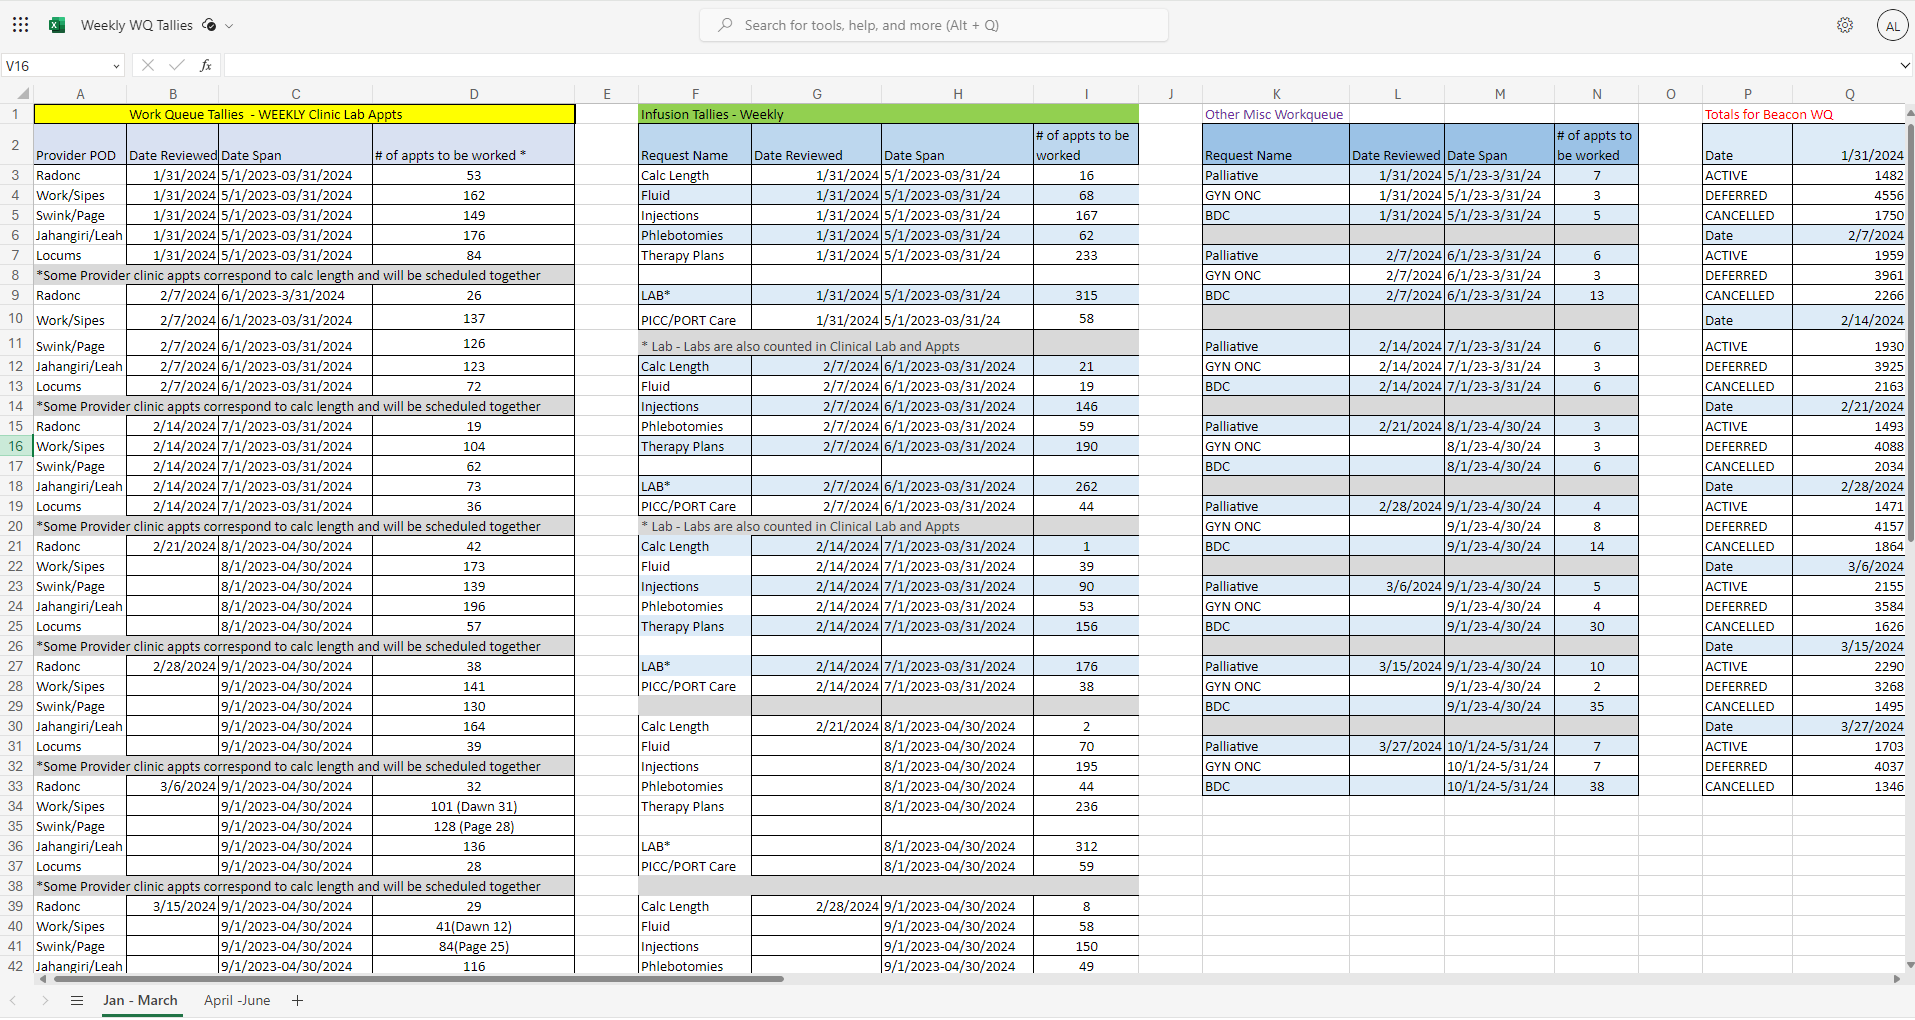 Weekly WQ Tallies
Search for tools, help, and more (Alt + Q)
AL
V16
fx
A B C D E F G H I J K L M N O P Q
1 Work Queue Tallies - WEEKLY Clinic Lab Appts Infusion Tallies - Weekly Other Misc Workqueue Totals for Beacon WQ
2 Provider POD Date Reviewed Date Span # of appts to be worked * Request Name Date Reviewed Date Span # of appts to be worked Request Name Date Reviewed Date Span # of appts to be worked Date 1/31/2024
3 Radonc 1/31/2024 5/1/2023-03/31/2024 53 Calc Length 1/31/2024 5/1/2023-03/31/24 16 Palliative 1/31/2024 5/1/23-3/31/24 7 ACTIVE 1482
4 Work/Sipes 1/31/2024 5/1/2023-03/31/2024 162 Fluid 1/31/2024 5/1/2023-03/31/24 68 GYN ONC 1/31/2024 5/1/23-3/31/24 3 DEFERRED 4556
5 Swink/Page 1/31/2024 5/1/2023-03/31/2024 149 Injections 1/31/2024 5/1/2023-03/31/24 167 BDC 1/31/2024 5/1/23-3/31/24 5 CANCELLED 1750
6 Jahangiri/Leah 1/31/2024 5/1/2023-03/31/2024 176 Phlebotomies 1/31/2024 5/1/2023-03/31/24 62 Date 2/7/2024
7 Locums 1/31/2024 5/1/2023-03/31/2024 84 Therapy Plans 1/31/2024 5/1/2023-03/31/24 233 Palliative 2/7/2024 6/1/23-3/31/24 6 ACTIVE 1959
8 *Some Provider clinic appts correspond to calc length and will be scheduled together GYN ONC 2/7/2024 6/1/23-3/31/24 3 DEFERRED 3961
9 Radonc 2/7/2024 6/1/2023-3/31/2024 26 LAB* 1/31/2024 5/1/2023-03/31/24 315 BDC 2/7/2024 6/1/23-3/31/24 13 CANCELLED 2266
10 Work/Sipes 2/7/2024 6/1/2023-03/31/2024 137 PICC/PORT Care 1/31/2024 5/1/2023-03/31/24 58 Date 2/14/2024
11 Swink/Page 2/7/2024 6/1/2023-03/31/2024 126 * Lab - Labs are also counted in Clinical Lab and Appts Palliative 2/14/2024 7/1/23-3/31/24 6 ACTIVE 1930
12 Jahangiri/Leah 2/7/2024 6/1/2023-03/31/2024 123 Calc Length 2/7/2024 6/1/2023-03/31/2024 21 GYN ONC 2/14/2024 7/1/23-3/31/24 3 DEFERRED 3925
13 Locums 2/7/2024 6/1/2023-03/31/2024 72 Fluid 2/7/2024 6/1/2023-03/31/2024 19 BDC 2/14/2024 7/1/23-3/31/24 6 CANCELLED 2163
14 *Some Provider clinic appts correspond to calc length and will be scheduled together Injections 2/7/2024 6/1/2023-03/31/2024 146 Date 2/21/2024
15 Radonc 2/14/2024 7/1/2023-03/31/2024 19 Phlebotomies 2/7/2024 6/1/2023-03/31/2024 59 Palliative 2/21/2024 8/1/23-4/30/24 3 ACTIVE 1493
16 Work/Sipes 2/14/2024 7/1/2023-03/31/2024 104 Therapy Plans 2/7/2024 6/1/2023-03/31/2024 190 GYN ONC 8/1/23-4/30/24 3 DEFERRED 4088
17 Swink/Page 2/14/2024 7/1/2023-03/31/2024 62 BDC 8/1/23-4/30/24 6 CANCELLED 2034
18 Jahangiri/Leah 2/14/2024 7/1/2023-03/31/2024 73 LAB* 2/7/2024 6/1/2023-03/31/2024 262 Date 2/28/2024
19 Locums 2/14/2024 7/1/2023-03/31/2024 36 PICC/PORT Care 2/7/2024 6/1/2023-03/31/2024 44 Palliative 2/28/2024 9/1/23-4/30/24 4 ACTIVE 1471
20 *Some Provider clinic appts correspond to calc length and will be scheduled together * Lab - Labs are also counted in Clinical Lab and Appts GYN ONC 9/1/23-4/30/24 8 DEFERRED 4157
21 Radonc 2/21/2024 8/1/2023-04/30/2024 42 Calc Length 2/14/2024 7/1/2023-03/31/2024 1 BDC 9/1/23-4/30/24 14 CANCELLED 1864
22 Work/Sipes 8/1/2023-04/30/2024 173 Fluid 2/14/2024 7/1/2023-03/31/2024 39 Date 3/6/2024
23 Swink/Page 8/1/2023-04/30/2024 139 Injections 2/14/2024 7/1/2023-03/31/2024 90 Palliative 3/6/2024 9/1/23-4/30/24 5 ACTIVE 2155
24 Jahangiri/Leah 8/1/2023-04/30/2024 196 Phlebotomies 2/14/2024 7/1/2023-03/31/2024 53 GYN ONC 9/1/23-4/30/24 4 DEFERRED 3584
25 Locums 8/1/2023-04/30/2024 57 Therapy Plans 2/14/2024 7/1/2023-03/31/2024 156 BDC 9/1/23-4/30/24 30 CANCELLED 1626
26 *Some Provider clinic appts correspond to calc length and will be scheduled together Date 3/15/2024
27 Radonc 2/28/2024 9/1/2023-04/30/2024 38 LAB* 2/14/2024 7/1/2023-03/31/2024 176 Palliative 3/15/2024 9/1/23-4/30/24 10 ACTIVE 2290
28 Work/Sipes 9/1/2023-04/30/2024 141 PICC/PORT Care 2/14/2024 7/1/2023-03/31/2024 38 GYN ONC 9/1/23-4/30/24 2 DEFERRED 3268
29 Swink/Page 9/1/2023-04/30/2024 130 BDC 9/1/23-4/30/24 35 CANCELLED 1495
30 Jahangiri/Leah 9/1/2023-04/30/2024 164 Calc Length 2/21/2024 8/1/2023-04/30/2024 2 Date 3/27/2024
31 Locums 9/1/2023-04/30/2024 39 Fluid 8/1/2023-04/30/2024 70 Palliative 3/27/2024 10/1/24-5/31/24 7 ACTIVE 1703
32 *Some Provider clinic appts correspond to calc length and will be scheduled together Injections 8/1/2023-04/30/2024 195 GYN ONC 10/1/24-5/31/24 7 DEFERRED 4037
33 Radonc 3/6/2024 9/1/2023-04/30/2024 32 Phlebotomies 8/1/2023-04/30/2024 44 BDC 10/1/24-5/31/24 38 CANCELLED 1346
34 Work/Sipes 9/1/2023-04/30/2024 101 (Dawn 31) Therapy Plans 8/1/2023-04/30/2024 236
35 Swink/Page 9/1/2023-04/30/2024 128 (Page 28)
36 Jahangiri/Leah 9/1/2023-04/30/2024 136 LAB* 8/1/2023-04/30/2024 312
37 Locums 9/1/2023-04/30/2024 28 PICC/PORT Care 8/1/2023-04/30/2024 59
38 *Some Provider clinic appts correspond to calc length and will be scheduled together
39 Radonc 3/15/2024 9/1/2023-04/30/2024 29 Calc Length 2/28/2024 9/1/2023-04/30/2024 8
40 Work/Sipes 9/1/2023-04/30/2024 41(Dawn 12) Fluid 9/1/2023-04/30/2024 58
41 Swink/Page 9/1/2023-04/30/2024 84(Page 25) Injections 9/1/2023-04/30/2024 150
42 Jahangiri/Leah 9/1/2023-04/30/2024 116 Phlebotomies 9/1/2023-04/30/2024 49
Jan - March April -June